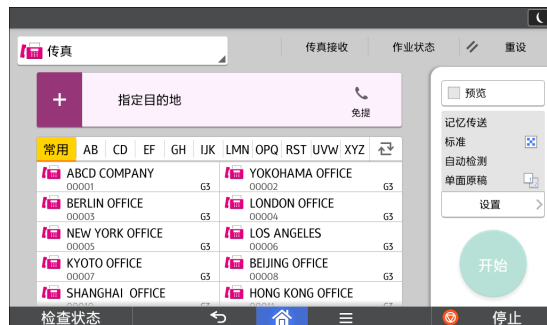 传真
传真接收
作业状态
重设
+
指定目的地
免提
预览
记忆传送
标准
自动检测
单面原稿
设置
开始
常用 AB CD EF GH IJK LMN OPQ RST UVW XYZ
ABCD COMPANY
00001 G3
YOKOHAMA OFFICE
00002 G3
BERLIN OFFICE
00003 G3
LONDON OFFICE
00004 G3
NEW YORK OFFICE
00005 G3
LOS ANGELES
00006 G3
KYOTO OFFICE
00007 G3
BEIJING OFFICE
00008 G3
SHANGHAI OFFICE
HONG KONG OFFICE
检查状态
停止